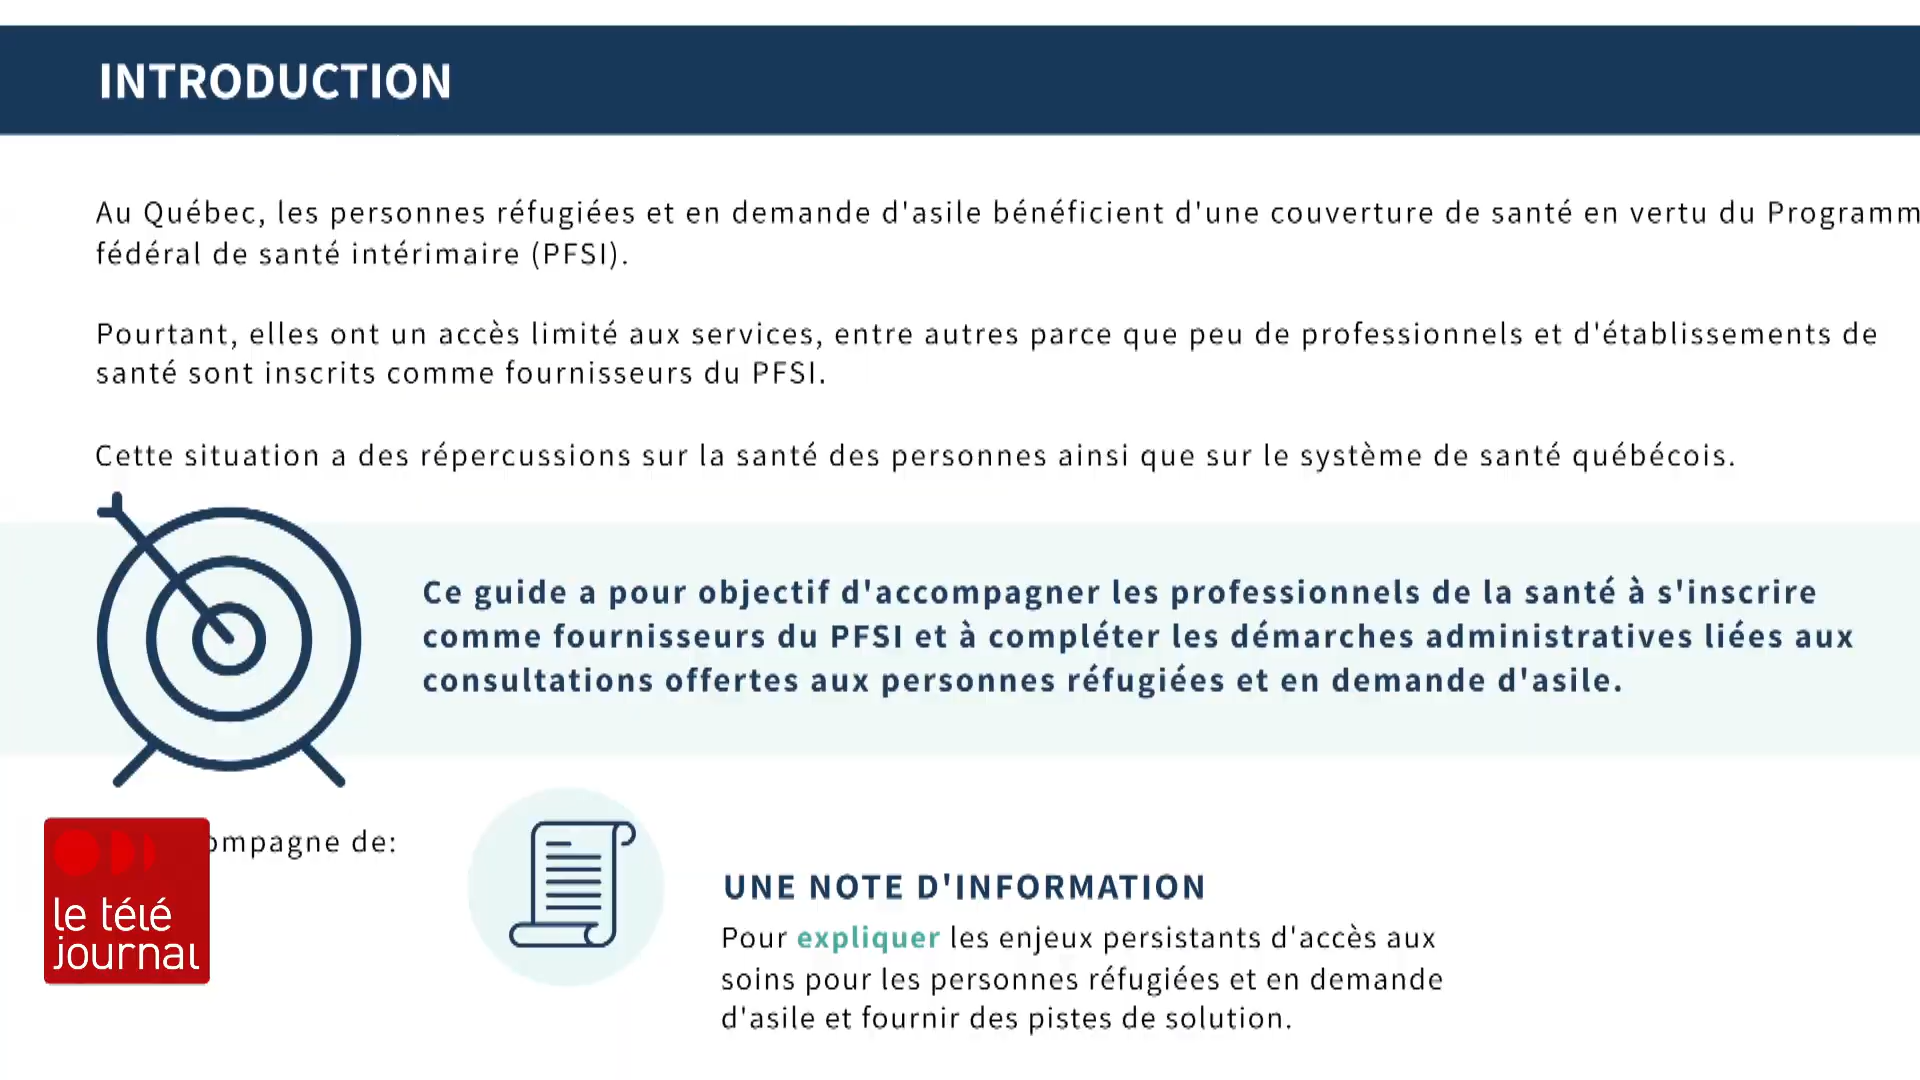 INTRODUCTION
Au Québec, les personnes réfugiées et en demande d'asile bénéficient d'une couverture de santé en vertu du Programm
fédéral de santé intérimaire (PFSI).
Pourtant, elles ont un accès limité aux services, entre autres parce que peu de professionnels et d'établissements de
santé sont inscrits comme fournisseurs du PFSI.
Cette situation a des répercussions sur la santé des personnes ainsi que sur le système de santé québécois.
Ce guide a pour objectif d'accompagner les professionnels de la santé à s'inscrire
comme fournisseurs du PFSI et à compléter les démarches administratives liées aux
consultations offertes aux personnes réfugiées et en demande d'asile.
ompagne de:
le télé
journal
UNE NOTE D'INFORMATION
Pour expliquer les enjeux persistants d'accès aux
soins pour les personnes réfugiées et en demande
d'asile et fournir des pistes de solution.